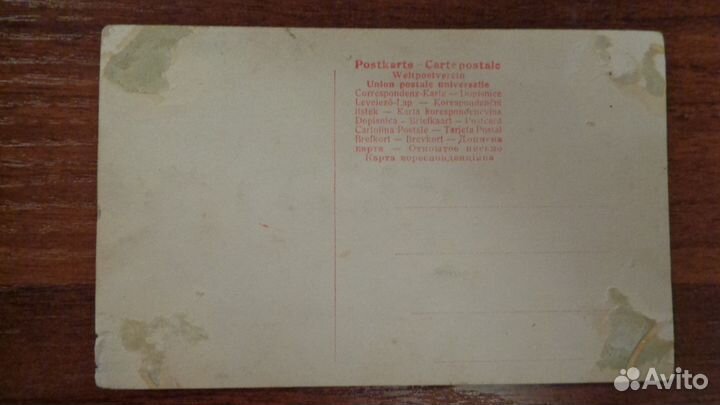 Postkarte – Carte postale
Weltpostverein
Union postale universelle
Correspondenz-Karte — Dopisnice
Levelező-Lap — Korespondenční
lístek — Karta korespondencyjna
Dopisnica — Briefkaart — Postcard
Cartolina Postale — Tarjeta Postal
Brefkort — Brevkort — Дописна
карта — Открытое письмо
Карта кореспонденційна
Avito